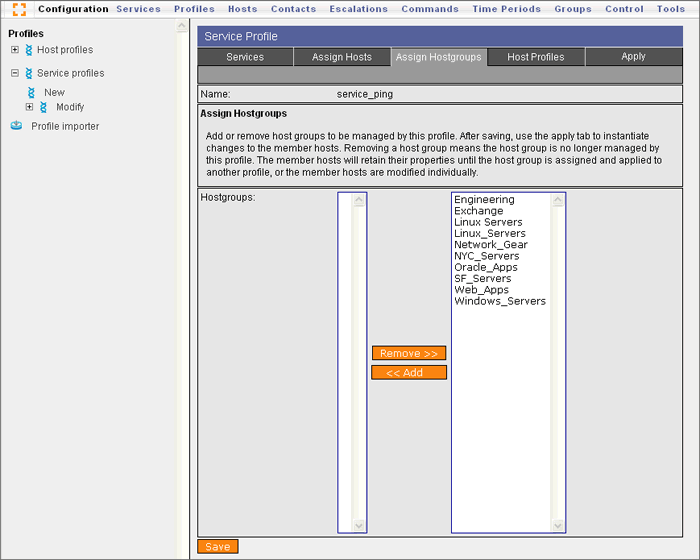 Configuration Services Profiles Hosts Contacts Escalations Commands Time Periods Groups Control Tools
Profiles
Host profiles
Service profiles
New
Modify
Profile importer
Service Profile
Services Assign Hosts Assign Hostgroups Host Profiles Apply
Name: service_ping
Assign Hostgroups
Add or remove host groups to be managed by this profile. After saving, use the apply tab to instantiate
changes to the member hosts. Removing a host group means the host group is no longer managed by
this profile. The member hosts will retain their properties until the host group is assigned and applied to
another profile, or the member hosts are modified individually.
Hostgroups:
Engineering
Exchange
Linux Servers
Linux_Servers
Network_Gear
NYC_Servers
Oracle_Apps
SF_Servers
Web_Apps
Windows_Servers
Remove >>
<< Add
Save